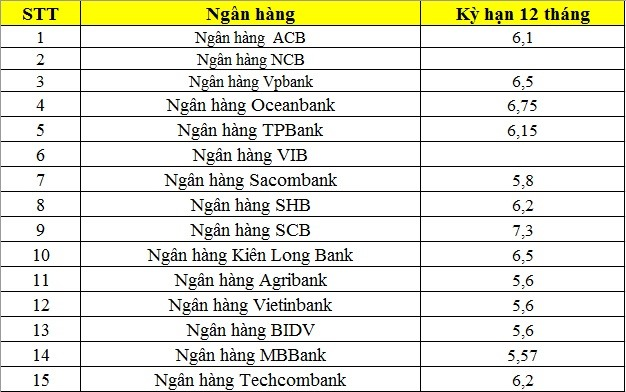 STT Ngân hàng Kỳ hạn 12 tháng
1 Ngân hàng ACB 6,1
2 Ngân hàng NCB
3 Ngân hàng Vpbank 6,5
4 Ngân hàng Oceanbank 6,75
5 Ngân hàng TPBank 6,15
6 Ngân hàng VIB
7 Ngân hàng Sacombank 5,8
8 Ngân hàng SHB 6,2
9 Ngân hàng SCB 7,3
10 Ngân hàng Kiên Long Bank 6,5
11 Ngân hàng Agribank 5,6
12 Ngân hàng Vietinbank 5,6
13 Ngân hàng BIDV 5,6
14 Ngân hàng MBBank 5,57
15 Ngân hàng Techcombank 6,2